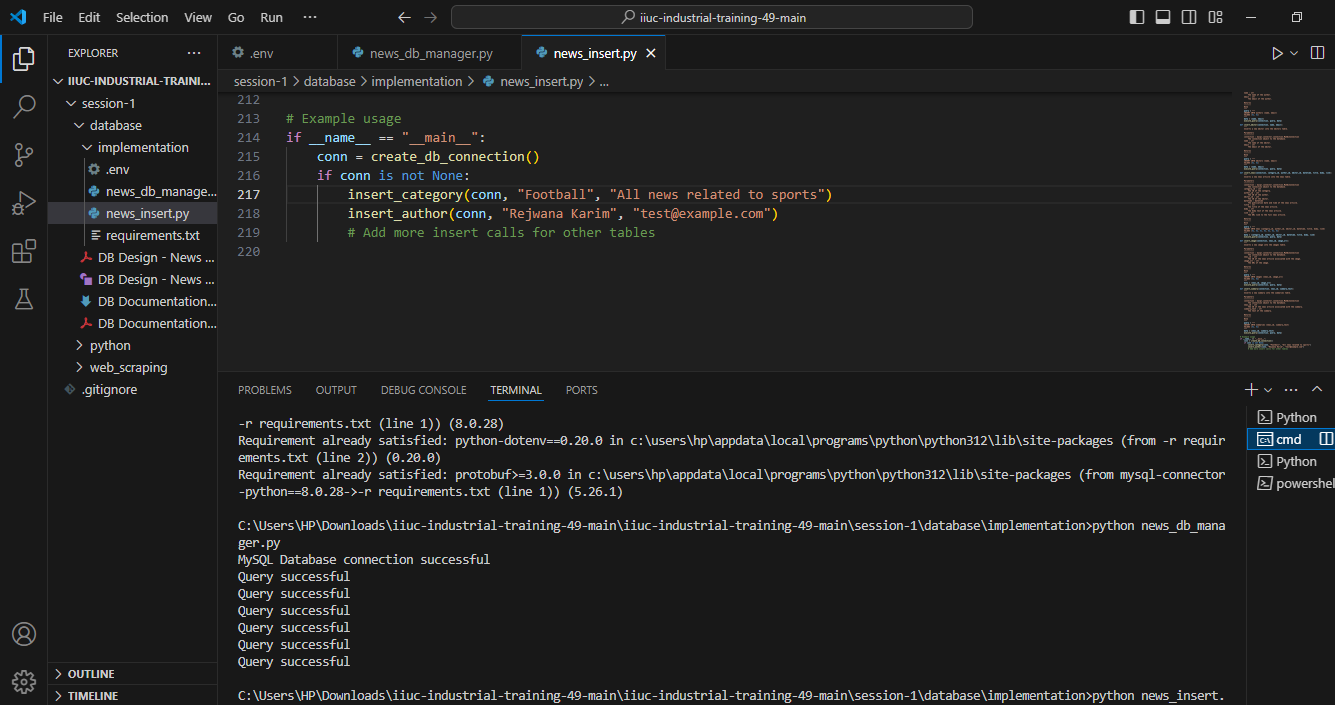 File Edit Selection View Go Run ···
iiuc-industrial-training-49-main
EXPLORER ···
IIUC-INDUSTRIAL-TRAINI...
session-1
database
implementation
.env
news_db_manage...
news_insert.py
requirements.txt
DB Design - News ...
DB Design - News ...
DB Documentation...
DB Documentation...
python
web_scraping
.gitignore
OUTLINE
TIMELINE
.env news_db_manager.py news_insert.py
session-1 > database > implementation > news_insert.py > ...
212
213 # Example usage
214 if __name__ == "__main__":
215 conn = create_db_connection()
216 if conn is not None:
217 insert_category(conn, "Football", "All news related to sports")
218 insert_author(conn, "Rejwana Karim", "test@example.com")
219 # Add more insert calls for other tables
220
PROBLEMS OUTPUT DEBUG CONSOLE TERMINAL PORTS
-r requirements.txt (line 1)) (8.0.28)
Requirement already satisfied: python-dotenv==0.20.0 in c:\users\hp\appdata\local\programs\python\python312\lib\site-packages (from -r requir
ements.txt (line 2)) (0.20.0)
Requirement already satisfied: protobuf>=3.0.0 in c:\users\hp\appdata\local\programs\python\python312\lib\site-packages (from mysql-connector
-python==8.0.28->-r requirements.txt (line 1)) (5.26.1)
C:\Users\HP\Downloads\iiuc-industrial-training-49-main\iiuc-industrial-training-49-main\session-1\database\implementation>python news_db_mana
ger.py
MySQL Database connection successful
Query successful
Query successful
Query successful
Query successful
Query successful
Query successful
C:\Users\HP\Downloads\iiuc-industrial-training-49-main\iiuc-industrial-training-49-main\session-1\database\implementation>python news_insert.
Python
cmd
Python
powershel